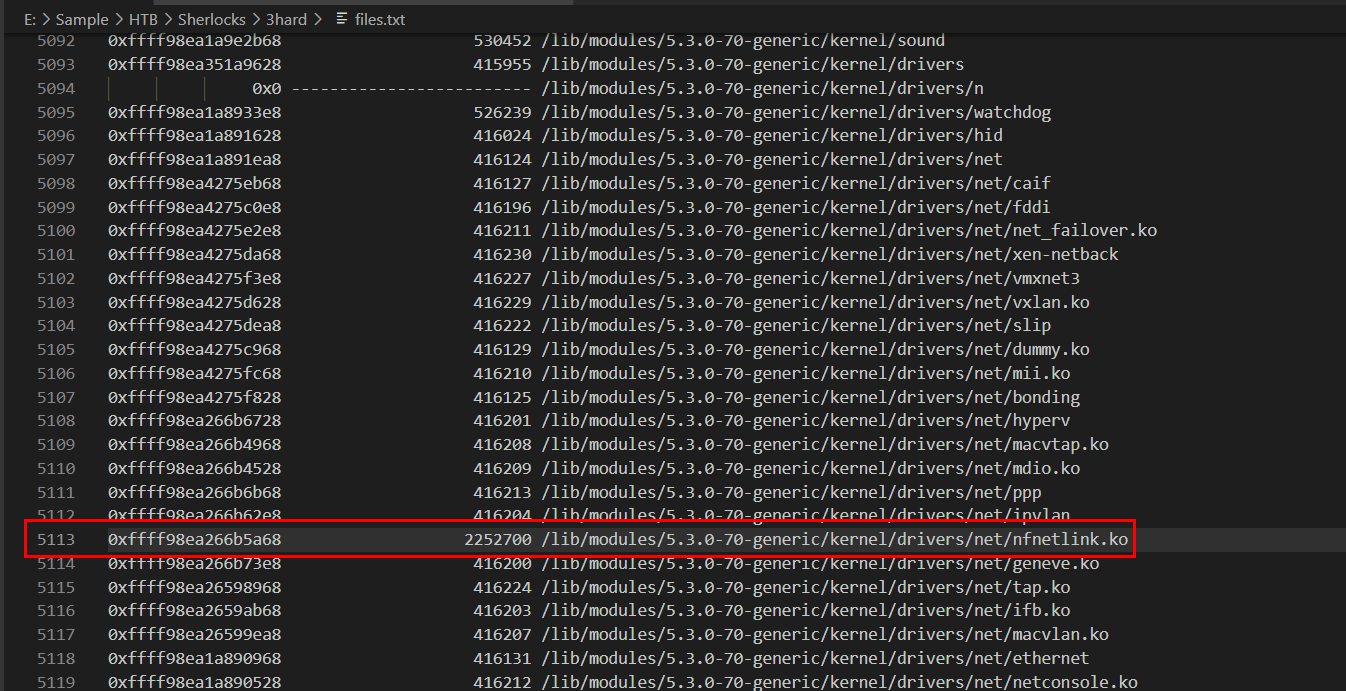 E: > Sample > HTB > Sherlocks > 3hard > files.txt
5092 0xffff98ea1a9e2b68 530452 /lib/modules/5.3.0-70-generic/kernel/sound
5093 0xffff98ea351a9628 415955 /lib/modules/5.3.0-70-generic/kernel/drivers
5094 0x0 ------------------------- /lib/modules/5.3.0-70-generic/kernel/drivers/n
5095 0xffff98ea1a8933e8 526239 /lib/modules/5.3.0-70-generic/kernel/drivers/watchdog
5096 0xffff98ea1a891628 416024 /lib/modules/5.3.0-70-generic/kernel/drivers/hid
5097 0xffff98ea1a891ea8 416124 /lib/modules/5.3.0-70-generic/kernel/drivers/net
5098 0xffff98ea4275eb68 416127 /lib/modules/5.3.0-70-generic/kernel/drivers/net/caif
5099 0xffff98ea4275c0e8 416196 /lib/modules/5.3.0-70-generic/kernel/drivers/net/fddi
5100 0xffff98ea4275e2e8 416211 /lib/modules/5.3.0-70-generic/kernel/drivers/net/net_failover.ko
5101 0xffff98ea4275da68 416230 /lib/modules/5.3.0-70-generic/kernel/drivers/net/xen-netback
5102 0xffff98ea4275f3e8 416227 /lib/modules/5.3.0-70-generic/kernel/drivers/net/vmxnet3
5103 0xffff98ea4275d628 416229 /lib/modules/5.3.0-70-generic/kernel/drivers/net/vxlan.ko
5104 0xffff98ea4275dea8 416222 /lib/modules/5.3.0-70-generic/kernel/drivers/net/slip
5105 0xffff98ea4275c968 416129 /lib/modules/5.3.0-70-generic/kernel/drivers/net/dummy.ko
5106 0xffff98ea4275fc68 416210 /lib/modules/5.3.0-70-generic/kernel/drivers/net/mii.ko
5107 0xffff98ea4275f828 416125 /lib/modules/5.3.0-70-generic/kernel/drivers/net/bonding
5108 0xffff98ea266b6728 416201 /lib/modules/5.3.0-70-generic/kernel/drivers/net/hyperv
5109 0xffff98ea266b4968 416208 /lib/modules/5.3.0-70-generic/kernel/drivers/net/macvtap.ko
5110 0xffff98ea266b4528 416209 /lib/modules/5.3.0-70-generic/kernel/drivers/net/mdio.ko
5111 0xffff98ea266b6b68 416213 /lib/modules/5.3.0-70-generic/kernel/drivers/net/ppp
5112 0xffff98ea266b62e8 416204 /lib/modules/5.3.0-70-generic/kernel/drivers/net/ipvlan
5113 0xffff98ea266b5a68 2252700 /lib/modules/5.3.0-70-generic/kernel/drivers/net/nfnetlink.ko
5114 0xffff98ea266b73e8 416200 /lib/modules/5.3.0-70-generic/kernel/drivers/net/geneve.ko
5115 0xffff98ea26598968 416224 /lib/modules/5.3.0-70-generic/kernel/drivers/net/tap.ko
5116 0xffff98ea2659ab68 416203 /lib/modules/5.3.0-70-generic/kernel/drivers/net/ifb.ko
5117 0xffff98ea26599ea8 416207 /lib/modules/5.3.0-70-generic/kernel/drivers/net/macvlan.ko
5118 0xffff98ea1a890968 416131 /lib/modules/5.3.0-70-generic/kernel/drivers/net/ethernet
5119 0xffff98ea1a890528 416212 /lib/modules/5.3.0-70-generic/kernel/drivers/net/netconsole.ko